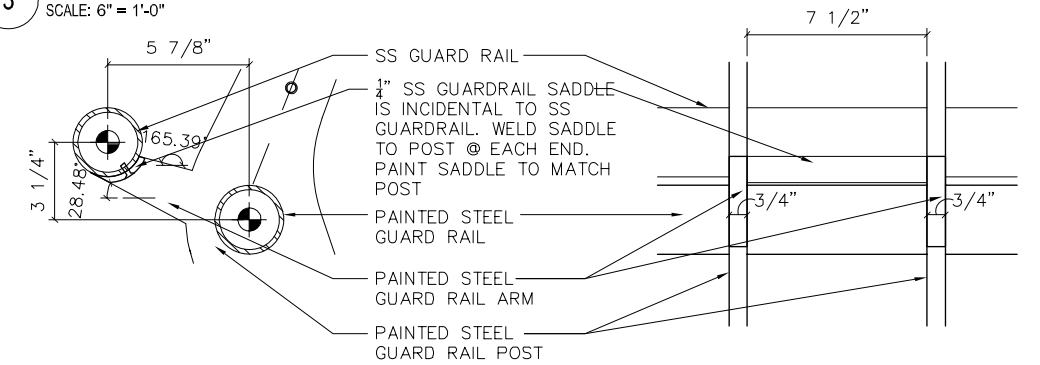 SCALE: 6" = 1'-0"
5 7/8"
7 1/2"
SS GUARD RAIL
1/4" SS GUARDRAIL SADDLE
IS INCIDENTAL TO SS
GUARDRAIL. WELD SADDLE
TO POST @ EACH END.
PAINT SADDLE TO MATCH
POST
165.39°
3 1/4"
28.48°
3/4"
3/4"
PAINTED STEEL
GUARD RAIL
PAINTED STEEL
GUARD RAIL ARM
PAINTED STEEL
GUARD RAIL POST